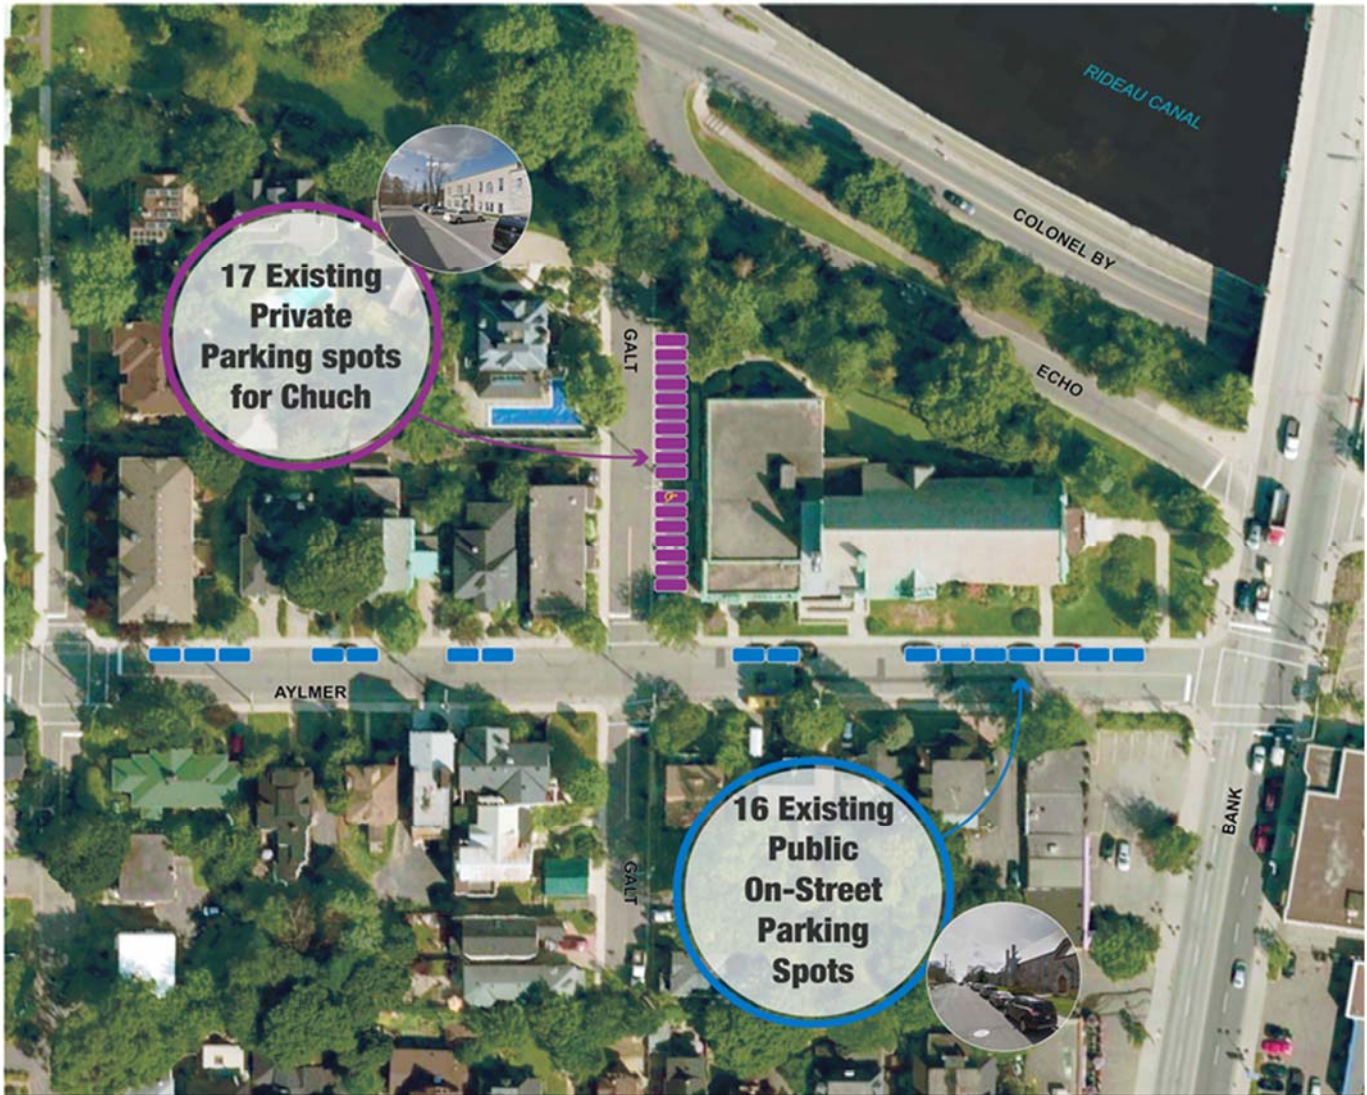 RIDEAU CANAL
COLONEL BY
17 Existing
Private
Parking spots
for Chuch
GALT
ECHO
AYLMER
16 Existing
Public
On-Street
Parking
Spots
GALT
BANK